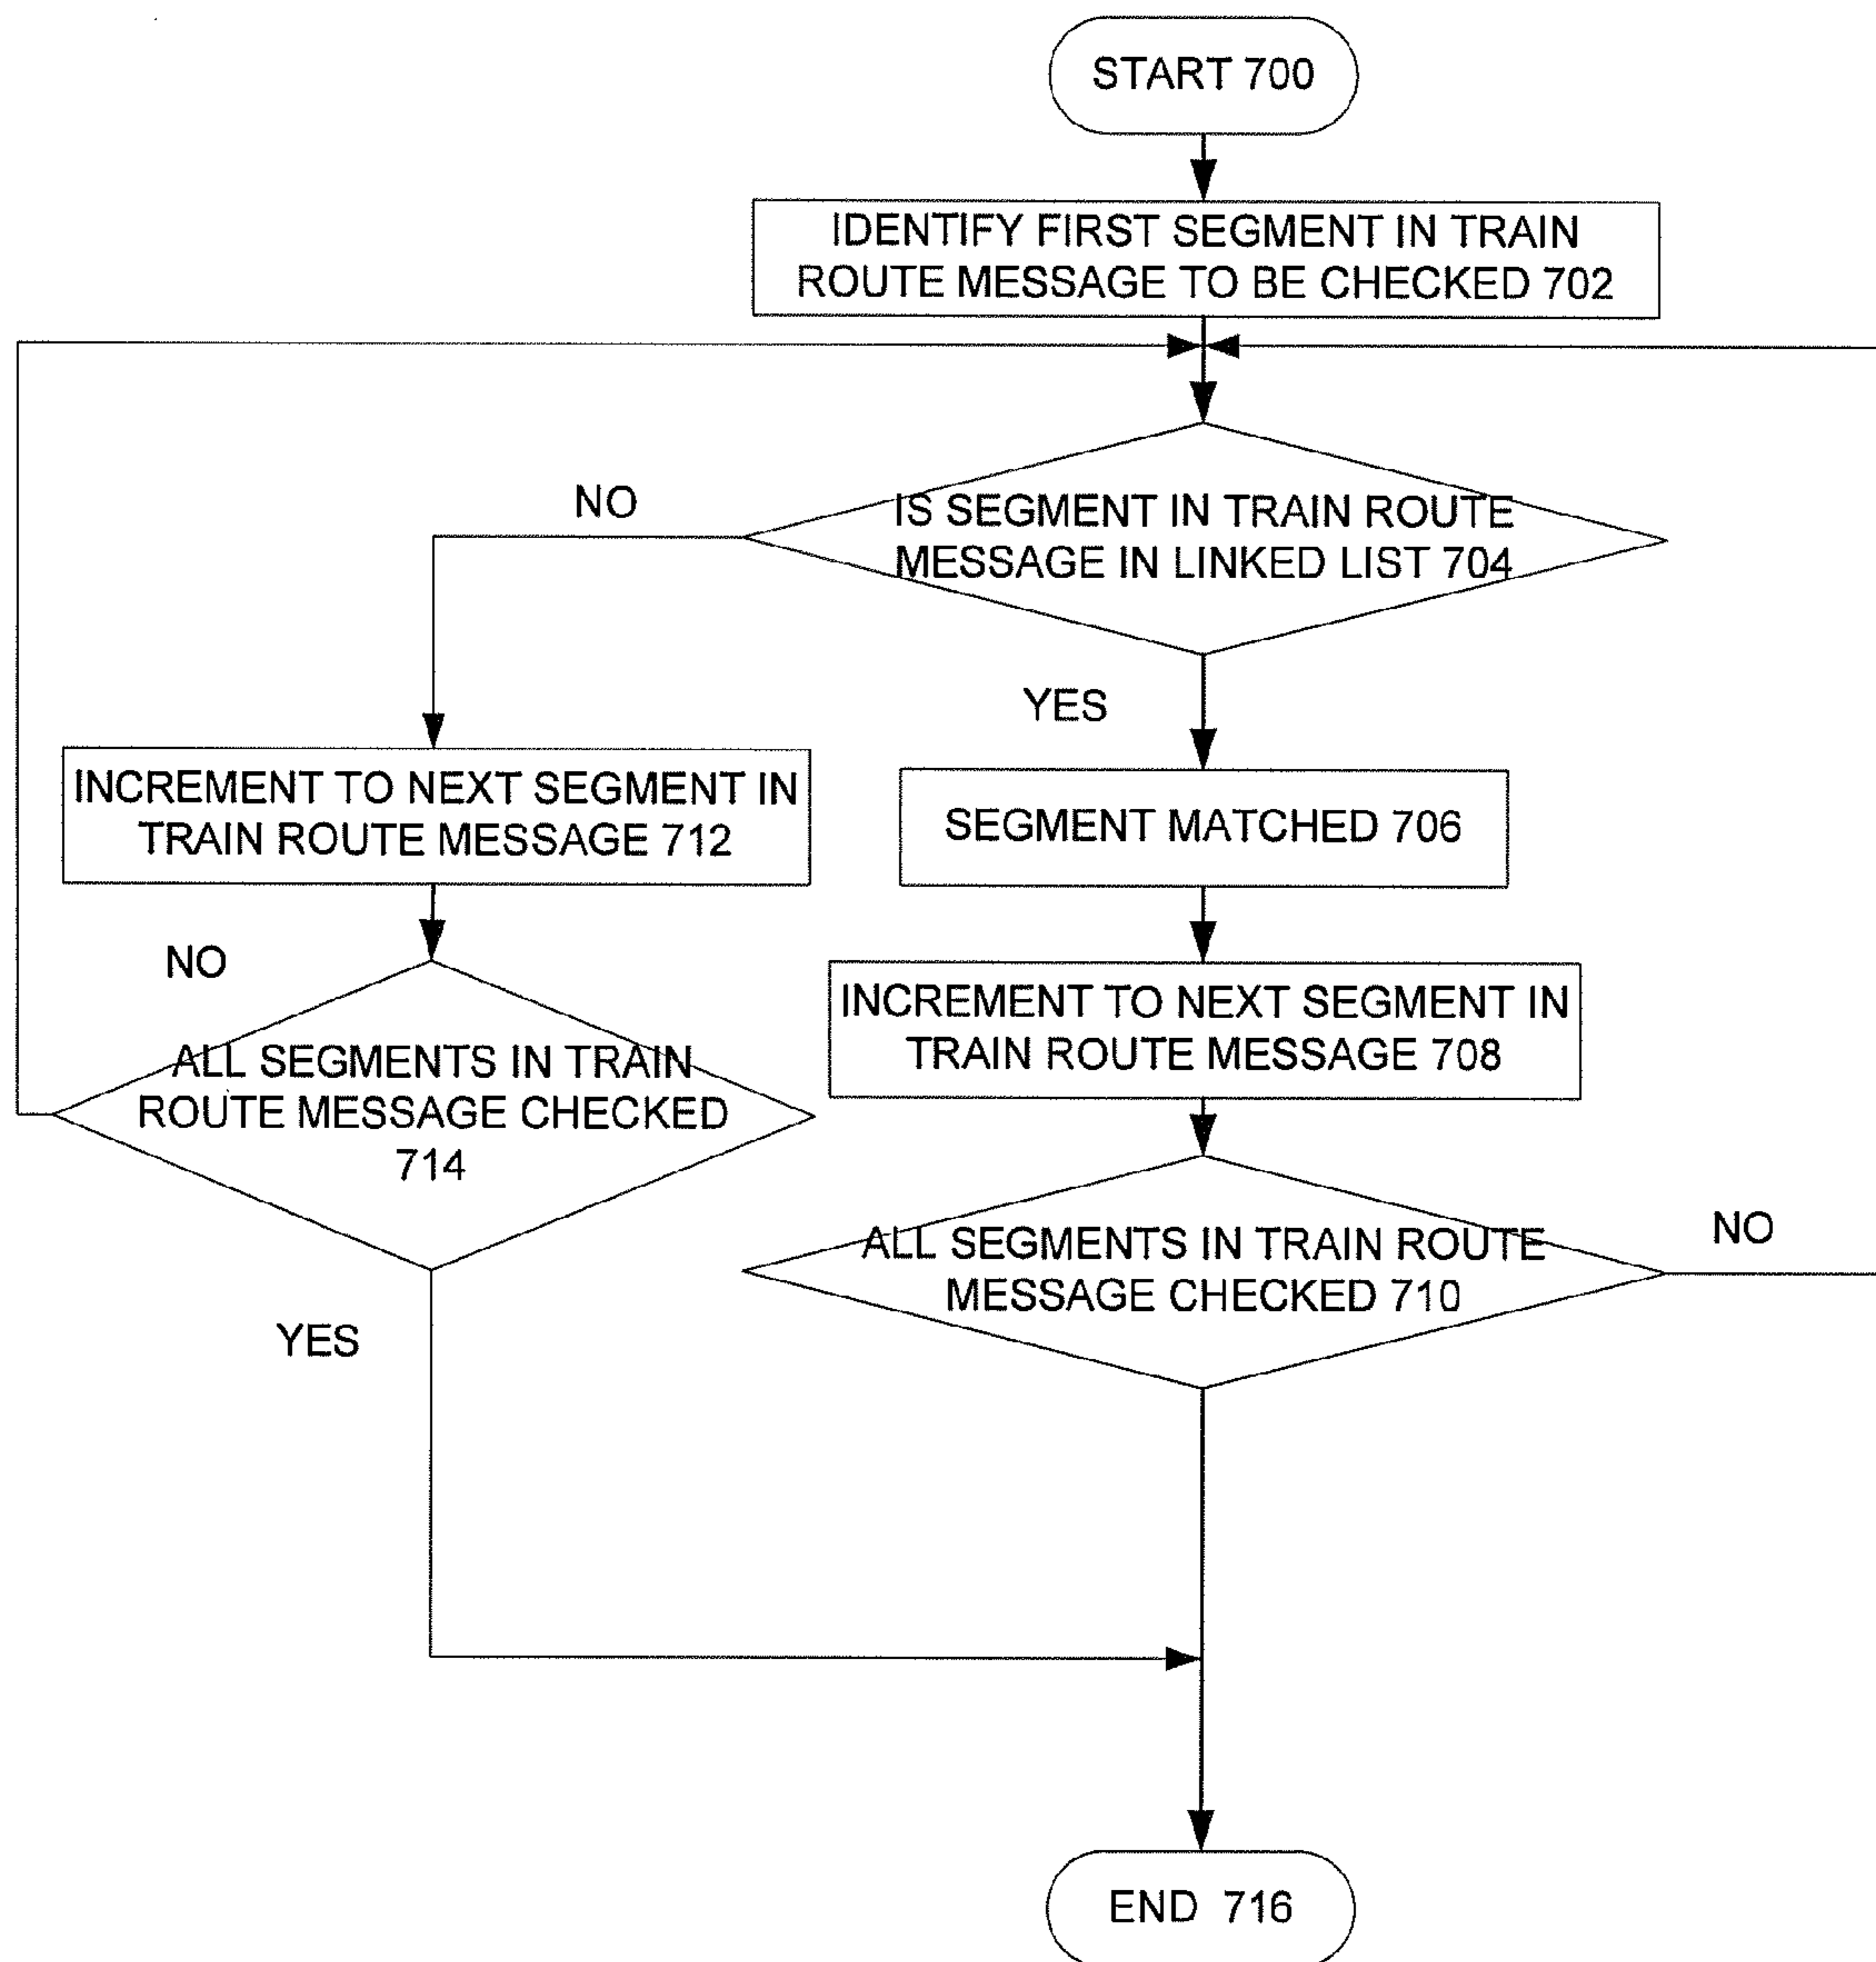 START 700
IDENTIFY FIRST SEGMENT IN TRAIN
ROUTE MESSAGE TO BE CHECKED 702
NO
IS SEGMENT IN TRAIN ROUTE
MESSAGE IN LINKED LIST 704
YES
INCREMENT TO NEXT SEGMENT IN
TRAIN ROUTE MESSAGE 712
SEGMENT MATCHED 706
NO
INCREMENT TO NEXT SEGMENT IN
TRAIN ROUTE MESSAGE 708
ALL SEGMENTS IN TRAIN
ROUTE MESSAGE CHECKED
714
ALL SEGMENTS IN TRAIN ROUTE
MESSAGE CHECKED 710
NO
YES
END 716